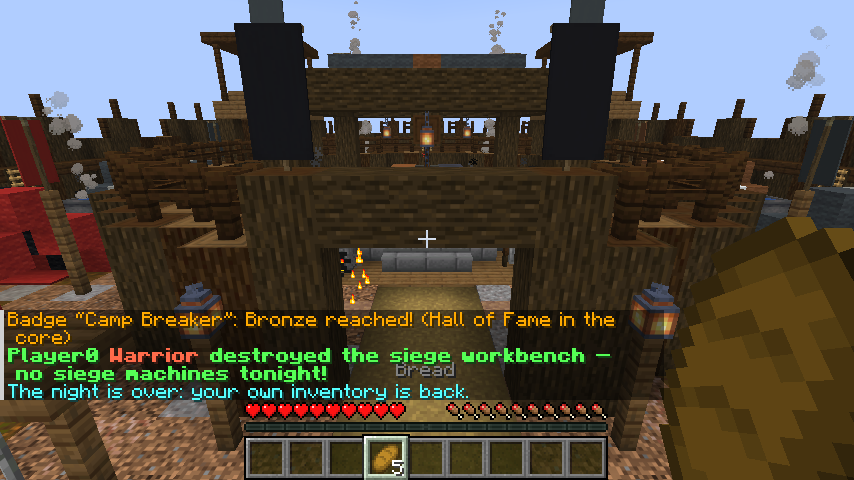 Badge "Camp Breaker": Bronze reached! (Hall of Fame in the
core)
Player0 Warrior destroyed the siege workbench –
no siege machines tonight!
Bread
The night is over: your own inventory is back.
5